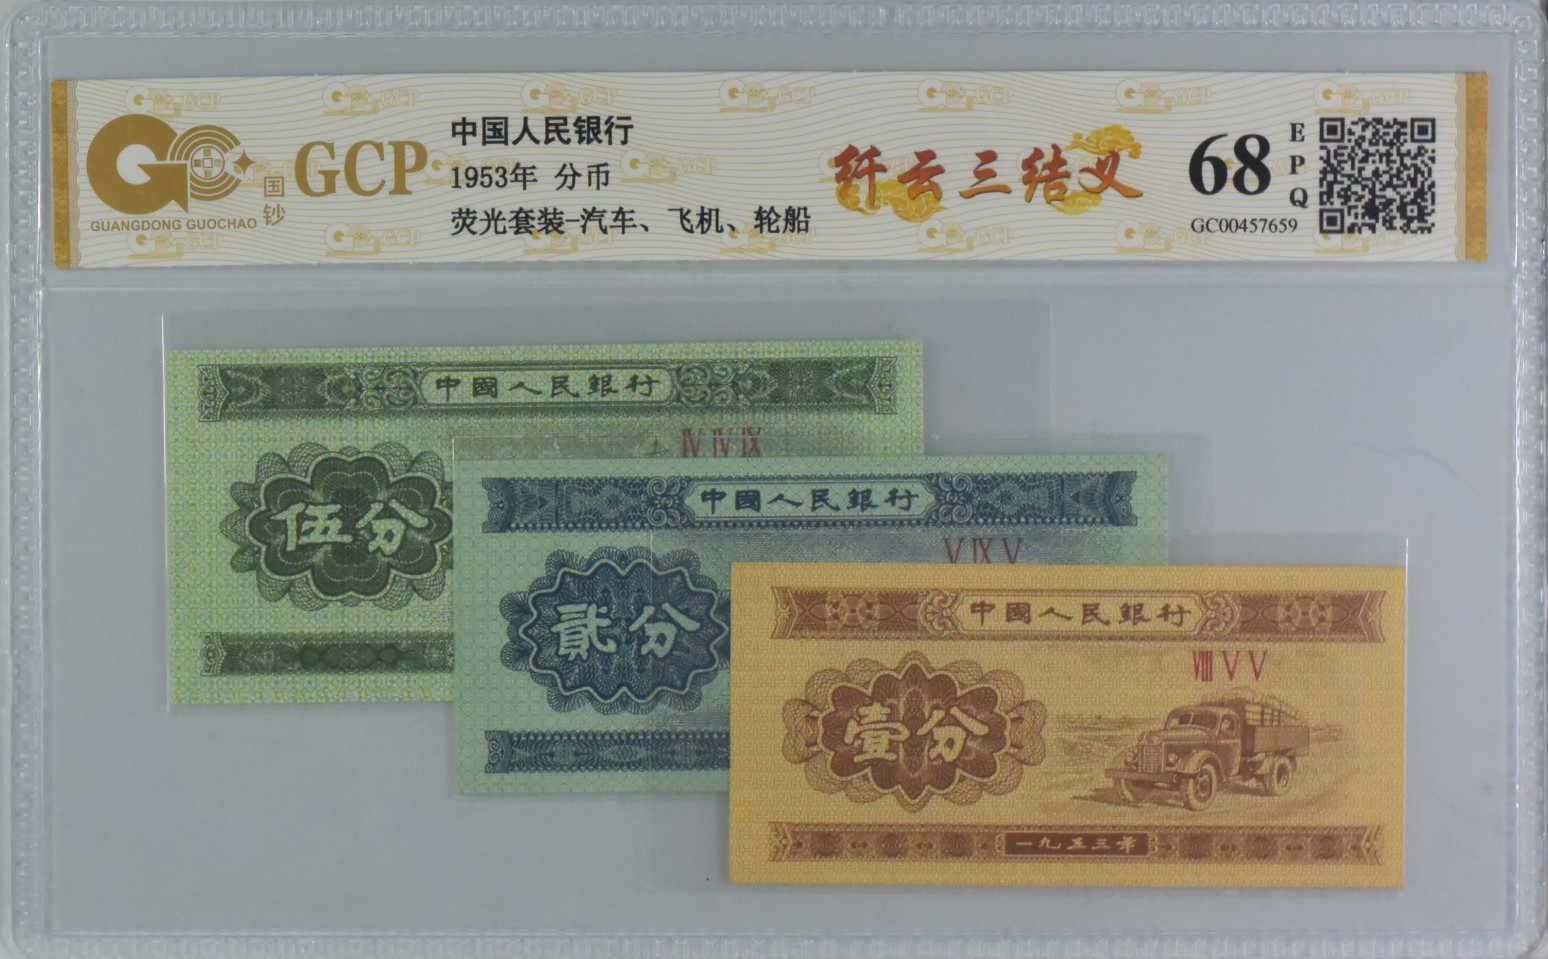 GCP
国钞
GUANGDONG GUOCHAO
中国人民银行
1953年 分币
荧光套装-汽车、飞机、轮船
纤云三结义
68
EPQ
GC00457659
中國人民銀行
Ⅳ Ⅳ Ⅸ
伍分
中國人民銀行
Ⅴ Ⅸ Ⅴ
貳分
中國人民銀行
Ⅷ Ⅴ Ⅴ
壹分
一九五三年